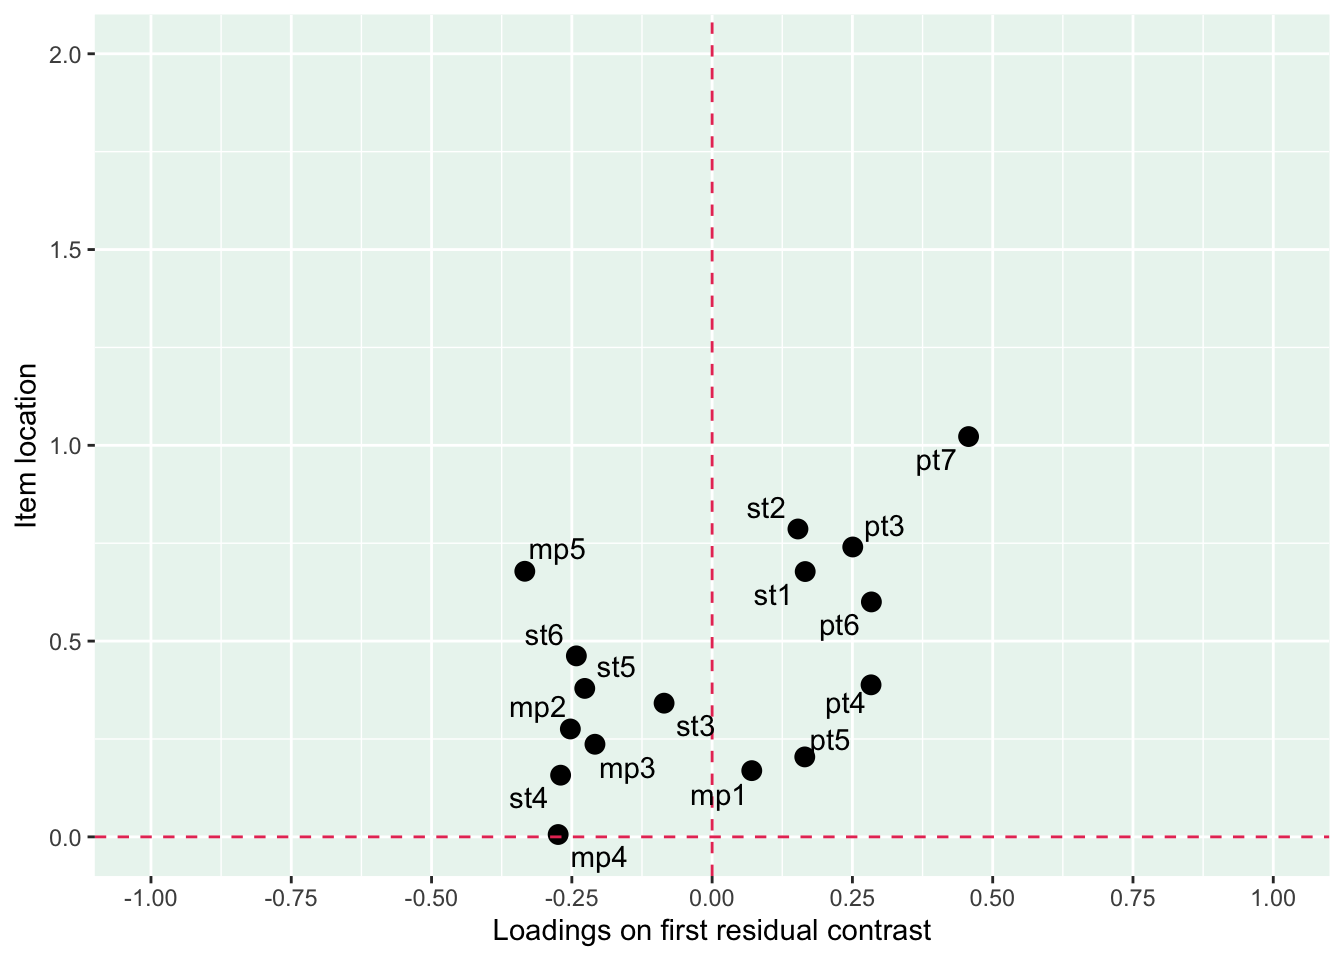 2.0
1.5
1.0
0.5
0.0
Item location
pt7
st2
pt3
mp5
st1
pt6
st6
st5
mp2
pt4
st3
pt5
mp3
mp1
st4
mp4
-1.00 -0.75 -0.50 -0.25 0.00 0.25 0.50 0.75 1.00
Loadings on first residual contrast